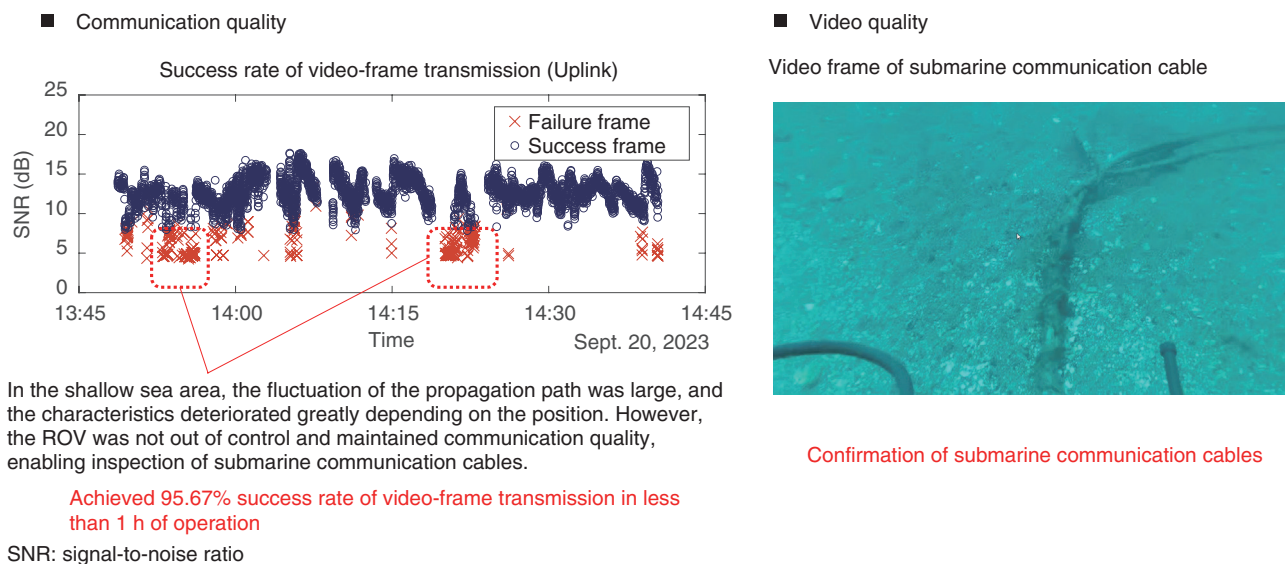 ■ Communication quality
Success rate of video-frame transmission (Uplink)
SNR (dB)
25
20
15
10
5
0
× Failure frame
○ Success frame
13:45 14:00 14:15 14:30 14:45
Time
Sept. 20, 2023
In the shallow sea area, the fluctuation of the propagation path was large, and
the characteristics deteriorated greatly depending on the position. However,
the ROV was not out of control and maintained communication quality,
enabling inspection of submarine communication cables.
Achieved 95.67% success rate of video-frame transmission in less
than 1 h of operation
SNR: signal-to-noise ratio
■ Video quality
Video frame of submarine communication cable
Confirmation of submarine communication cables